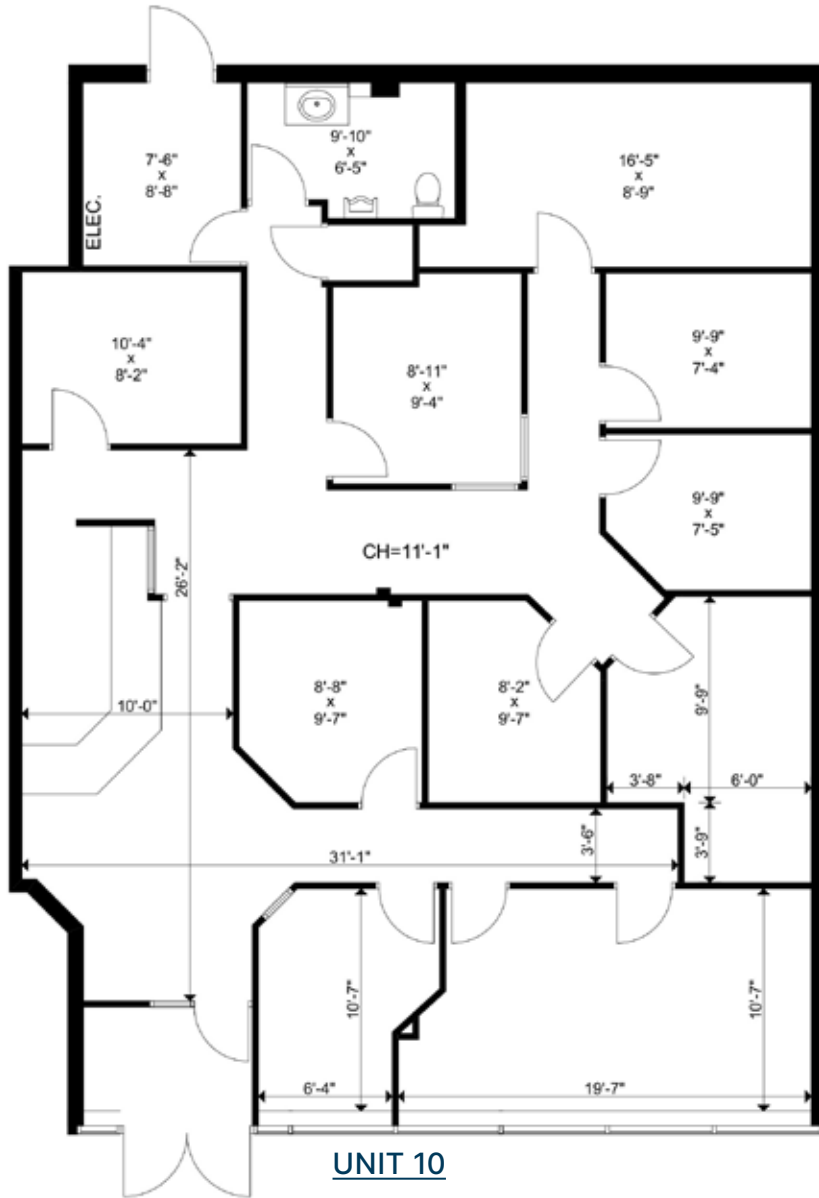 9'-10"
x
6'-5"
7'-6"
x
8'-8"
16'-5"
x
8'-9"
ELEC.
10'-4"
x
8'-2"
8'-11"
x
9'-4"
9'-9"
x
7'-4"
9'-9"
x
7'-5"
CH=11'-1"
26'-2"
8'-8"
x
9'-7"
8'-2"
x
9'-7"
9'-9"
10'-0"
3'-8"
6'-0"
3'-6"
3'-9"
31'-1"
10'-7"
10'-7"
6'-4"
19'-7"
UNIT 10